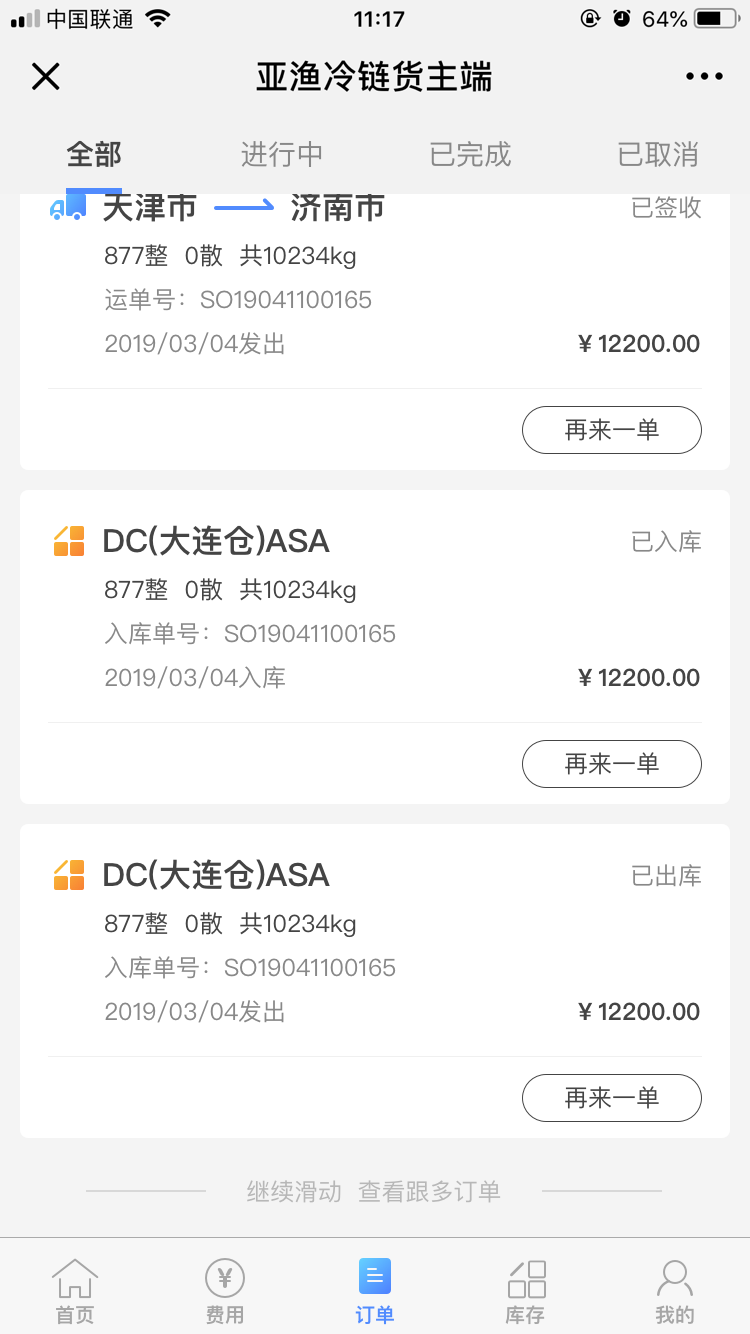 中国联通 11:17 64%
亚渔冷链货主端
全部 进行中 已完成 已取消
天津市 济南市 已签收
877整 0散 共10234kg
运单号：SO19041100165
2019/03/04发出 ¥12200.00
再来一单
DC(大连仓)ASA 已入库
877整 0散 共10234kg
入库单号：SO19041100165
2019/03/04入库 ¥12200.00
再来一单
DC(大连仓)ASA 已出库
877整 0散 共10234kg
入库单号：SO19041100165
2019/03/04发出 ¥12200.00
再来一单
继续滑动 查看跟多订单
首页 费用 订单 库存 我的